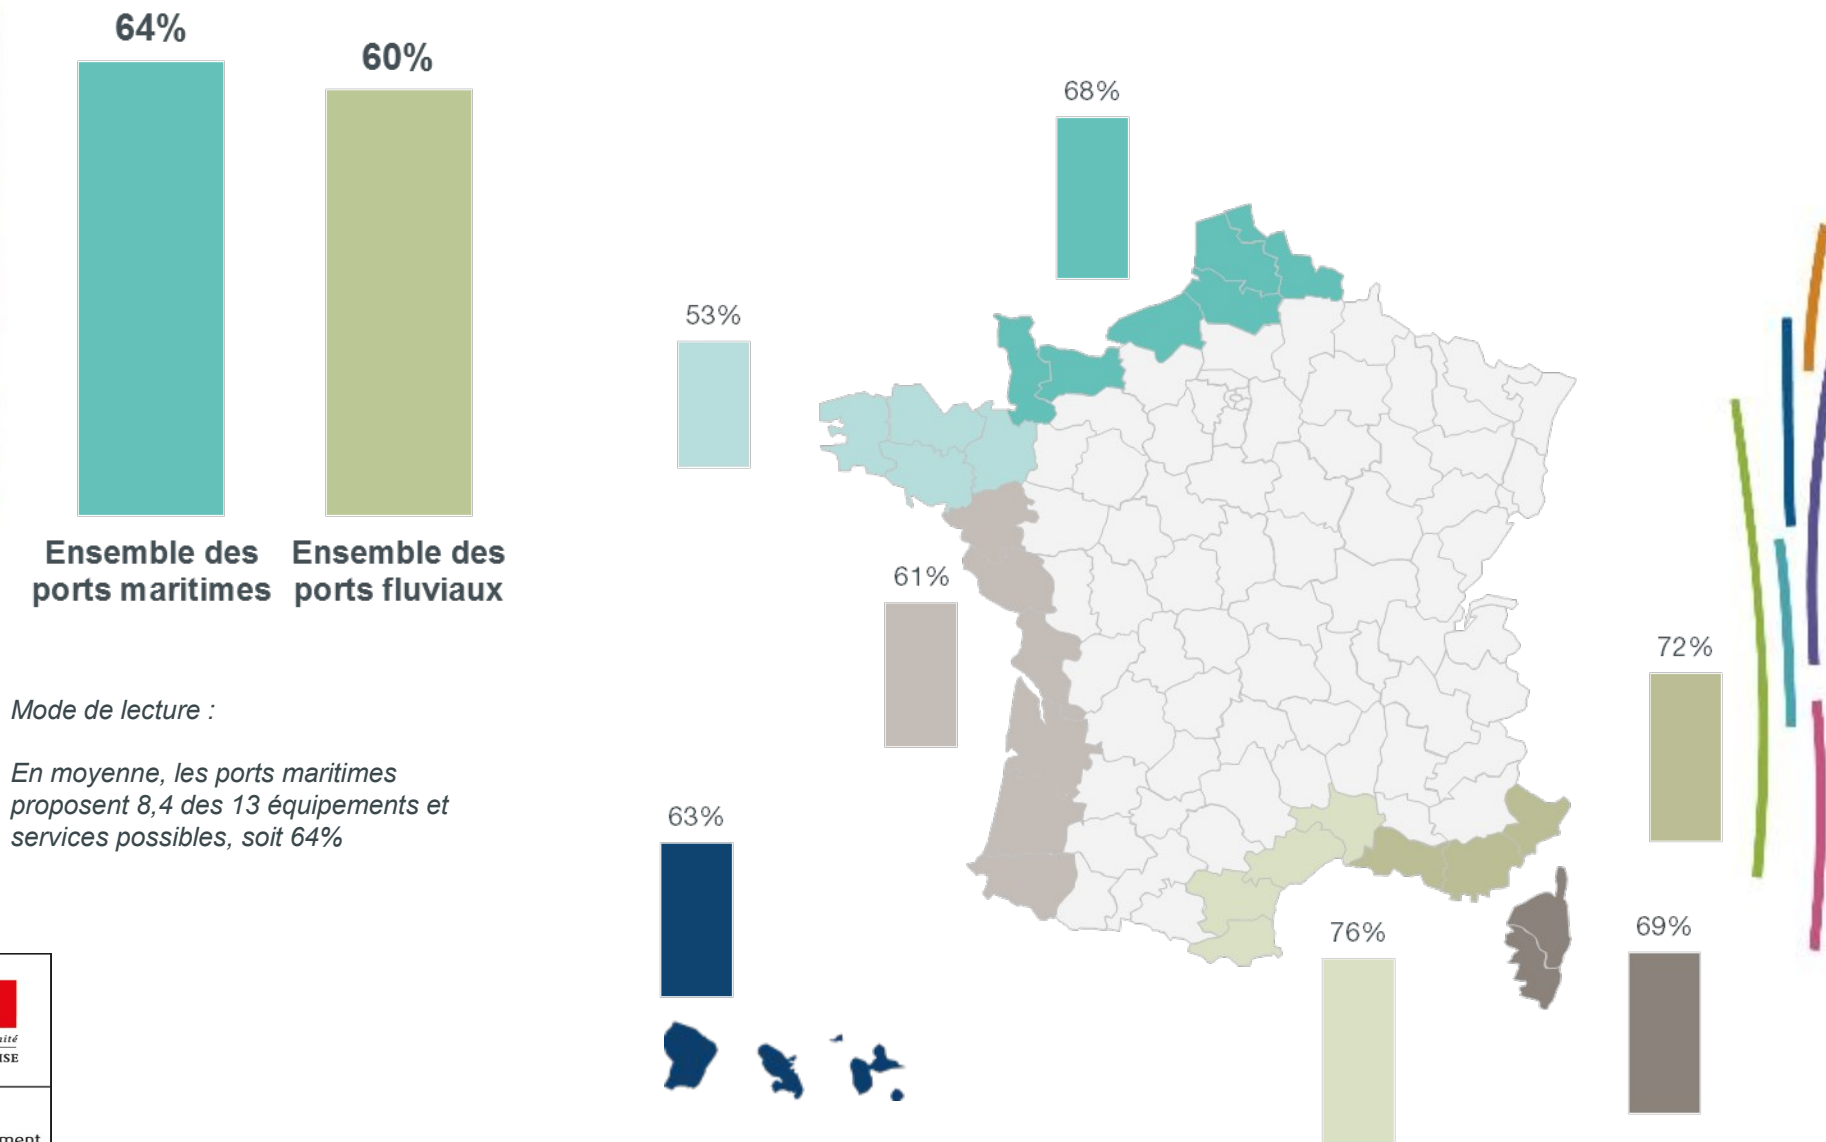 64%
60%
Ensemble des
ports maritimes
Ensemble des
ports fluviaux
Mode de lecture :
En moyenne, les ports maritimes
proposent 8,4 des 13 équipements et
services possibles, soit 64%
68%
53%
61%
72%
63%
76%
69%